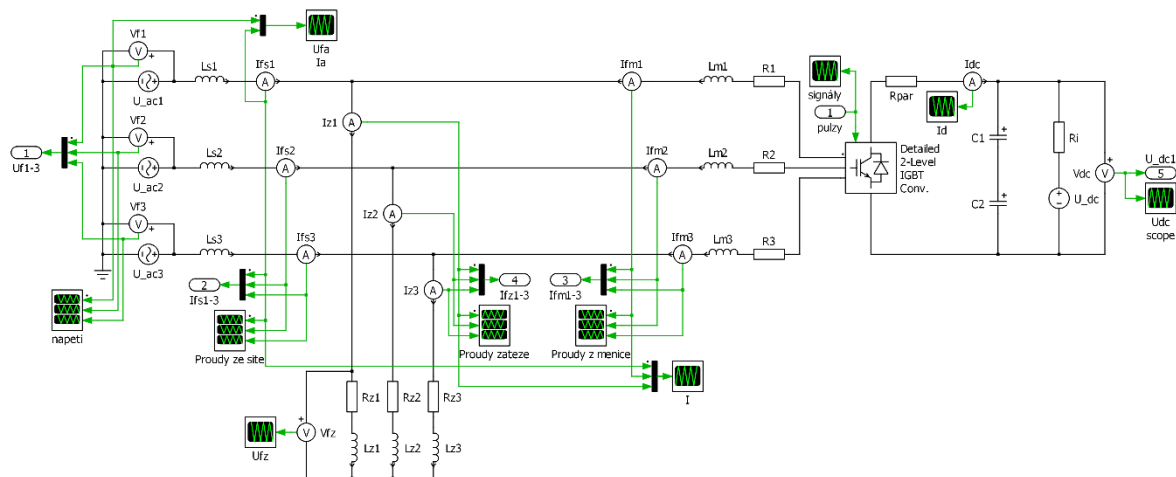 Vf1
U_ac1
Ls1
Ifs1
Ufa
Ia
Ifm1
Lm1
R1
signály
1
pulzy
Rpar
Idc
Id
Iz1
Vf2
U_ac2
1
Uf1-3
Ls2
Ifs2
Ifm2
Lm2
R2
Detailed
2-Level
IGBT
Conv.
C1
C2
Ri
U_dc
Vdc
U_dc1
5
Udc
scope
Iz2
Vf3
U_ac3
Ls3
Ifs3
Ifm3
Lm3
R3
2
Ifs1-3
Iz3
4
Ifz1-3
3
Ifm1-3
napeti
Proudy ze site
Proudy zateze
Proudy z menice
I
Rz1
Rz2
Rz3
Vfz
Ufz
Lz1
Lz2
Lz3
V
V
V
A
A
A
A
A
A
A
A
A
A
V
V